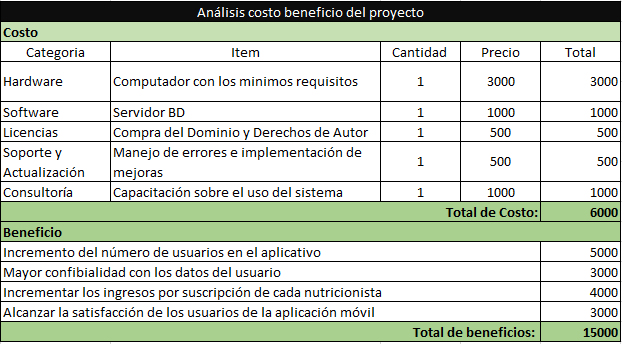 Análisis costo beneficio del proyecto
Costo
Categoria Item Cantidad Precio Total
Hardware Computador con los minimos requisitos 1 3000 3000
Software Servidor BD 1 1000 1000
Licencias Compra del Dominio y Derechos de Autor 1 500 500
Soporte y Actualización Manejo de errores e implementación de mejoras 1 500 500
Consultoría Capacitación sobre el uso del sistema 1 1000 1000
Total de Costo: 6000
Beneficio
Incremento del número de usuarios en el aplicativo 5000
Mayor confibialidad con los datos del usuario 3000
Incrementar los ingresos por suscripción de cada nutricionista 4000
Alcanzar la satisfacción de los usuarios de la aplicación móvil 3000
Total de beneficios: 15000